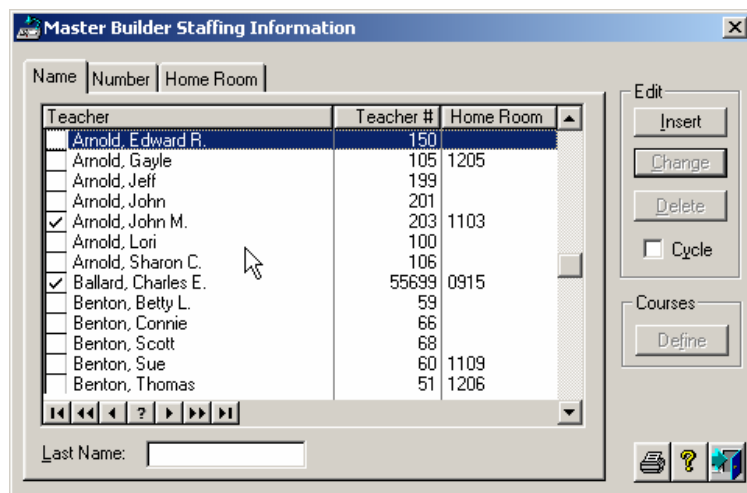 Master Builder Staffing Information
Name Number Home Room
Teacher Teacher # Home Room
Arnold, Edward R. 150
Arnold, Gayle 105 1205
Arnold, Jeff 199
Arnold, John 201
Arnold, John M. 203 1103
Arnold, Lori 100
Arnold, Sharon C. 106
Ballard, Charles E. 55699 0915
Benton, Betty L. 59
Benton, Connie 66
Benton, Scott 68
Benton, Sue 60 1109
Benton, Thomas 51 1206
?
Last Name:
Edit
Insert
Change
Delete
Cycle
Courses
Define
?